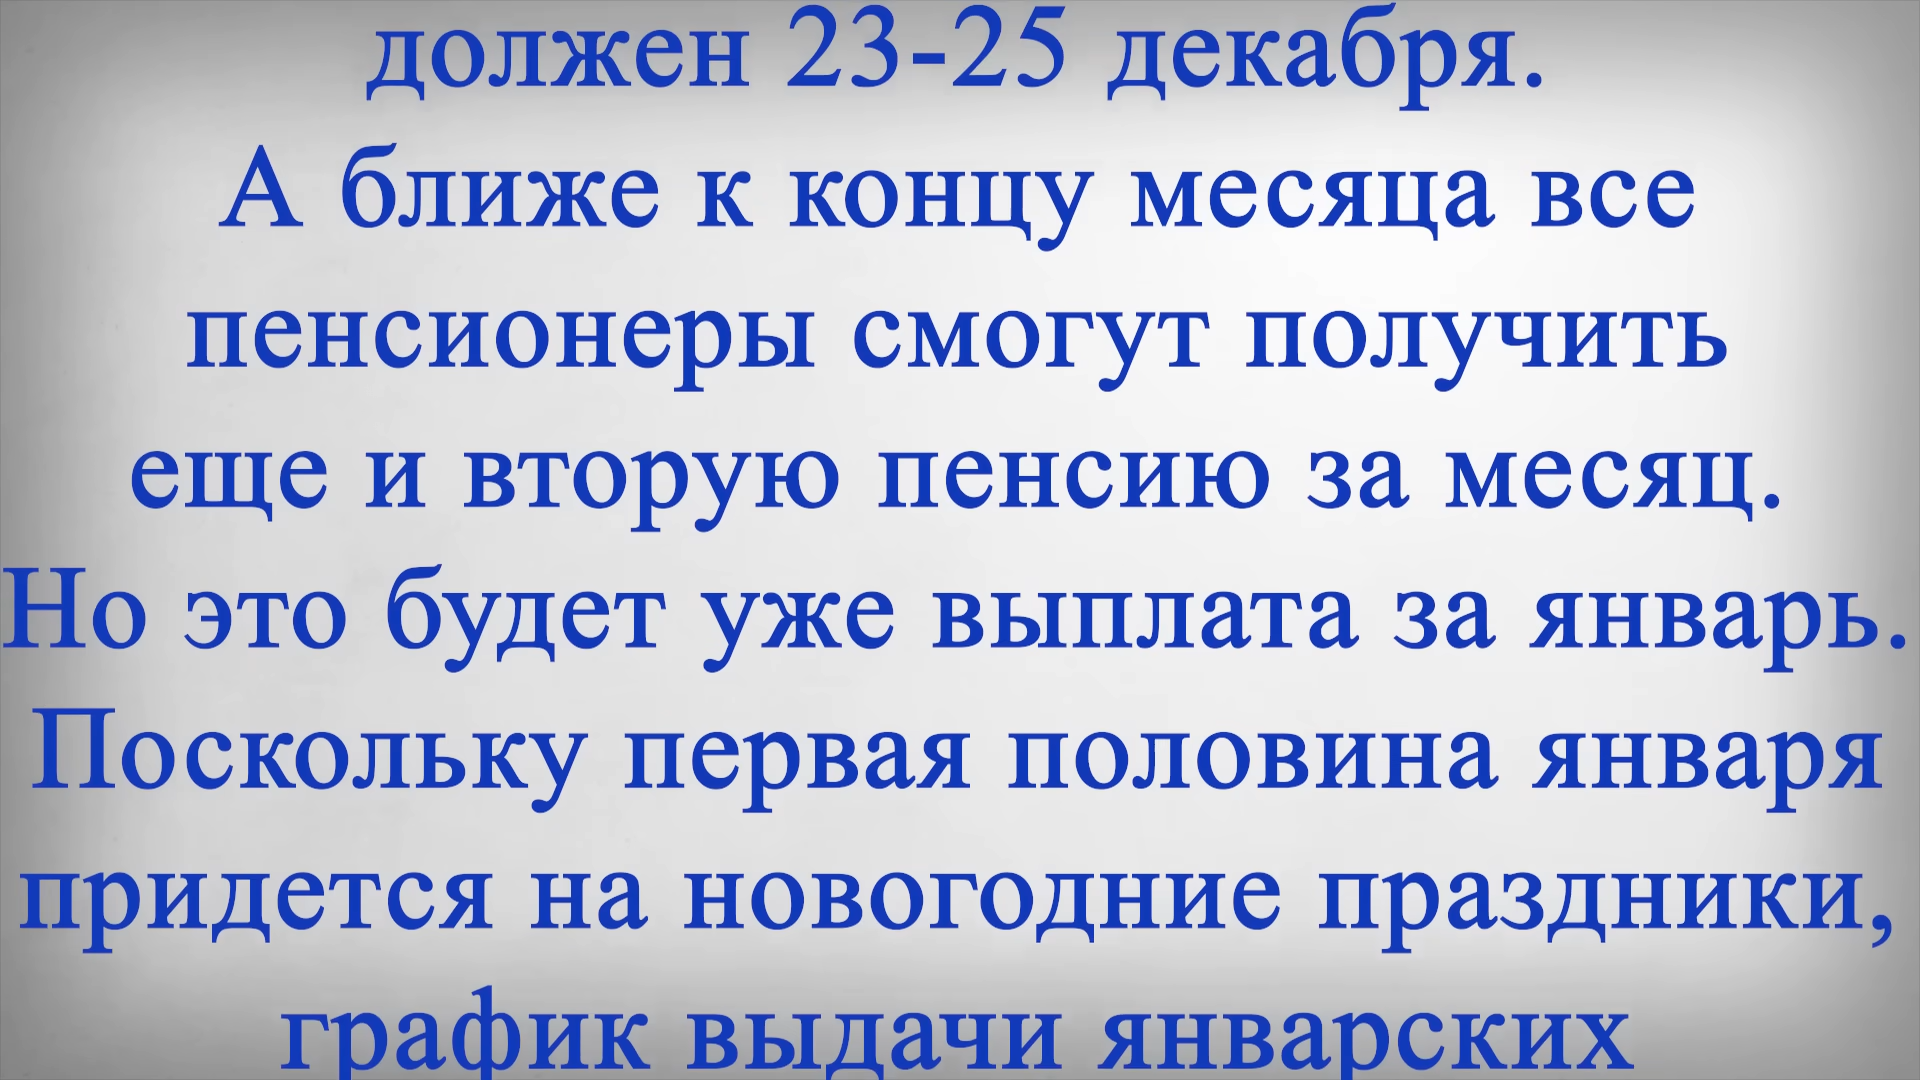 должен 23-25 декабря.
А ближе к концу месяца все
пенсионеры смогут получить
еще и вторую пенсию за месяц.
Но это будет уже выплата за январь.
Поскольку первая половина января
придется на новогодние праздники,
график выдачи январских